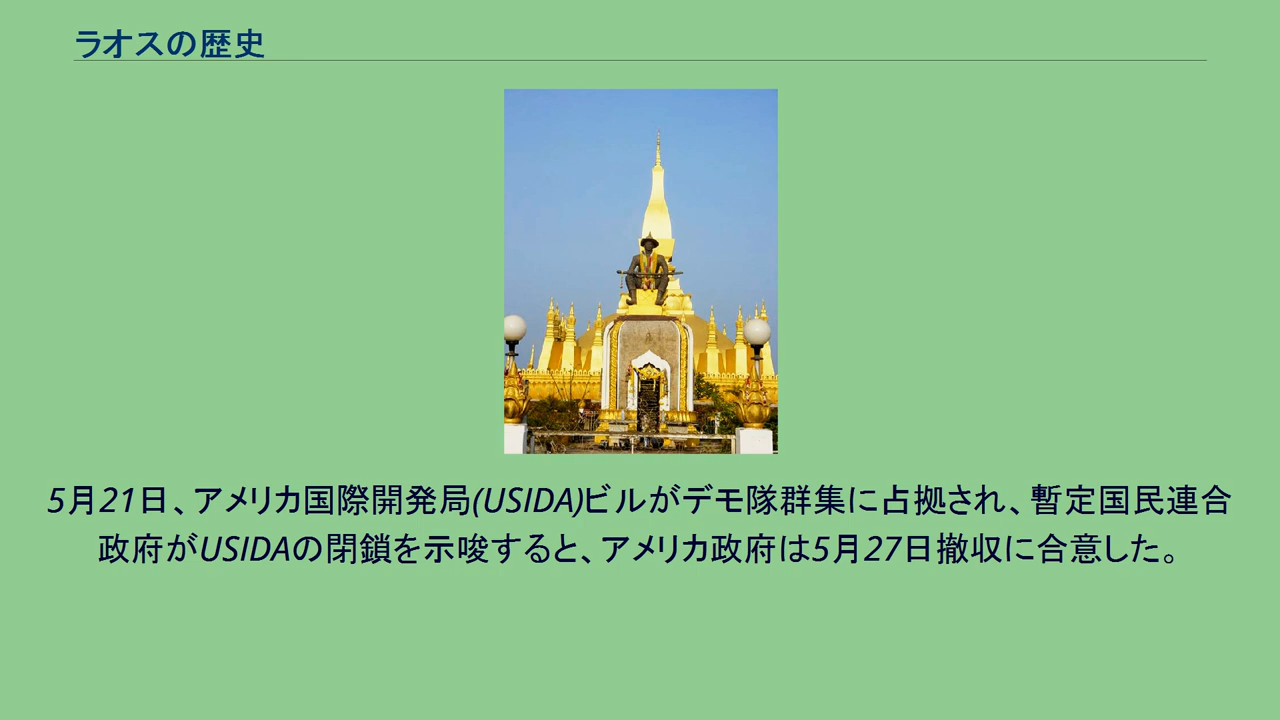 ラオスの歴史
5月21日、アメリカ国際開発局(USIDA)ビルがデモ隊群集に占拠され、暫定国民連合
政府がUSIDAの閉鎖を示唆すると、アメリカ政府は5月27日撤収に合意した。